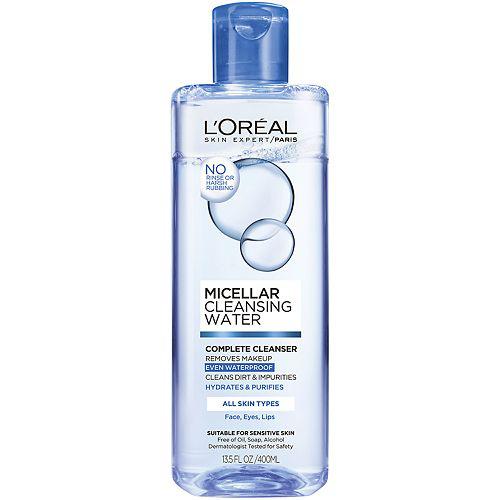 L'ORÉAL
SKIN EXPERT/PARIS
NO
RINSE OR
HARSH
RUBBING
MICELLAR
CLEANSING
WATER
COMPLETE CLEANSER
REMOVES MAKEUP
EVEN WATERPROOF
CLEANS DIRT & IMPURITIES
HYDRATES & PURIFIES
ALL SKIN TYPES
Face, Eyes, Lips
SUITABLE FOR SENSITIVE SKIN
Free of Oil, Soap, Alcohol
Dermatologist Tested for Safety
13.5 FL OZ/400ML